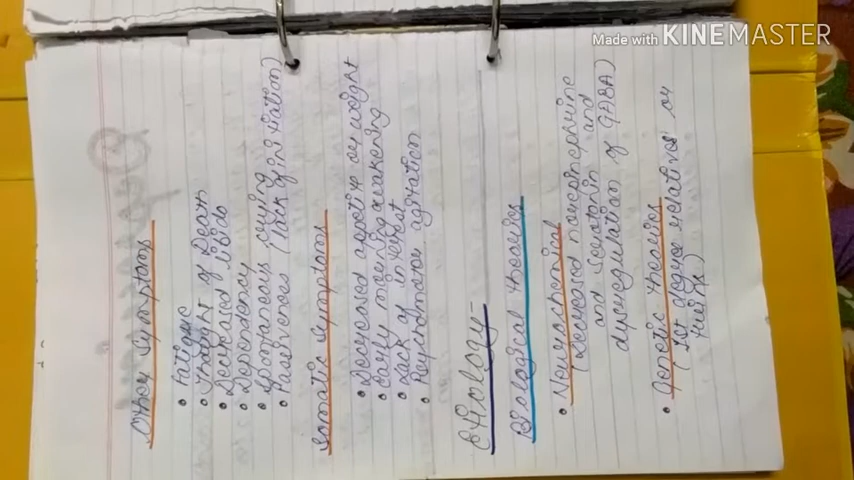 Made with KINEMASTER
Other Symptoms
• Fatigue
• Thought of Death
• Decreased libido
• Dependency
• Spontaneous crying
• Passiveness (lack of initiation)
Somatic Symptoms
• Decreased appetite or weight
• Early morning awakening
• Lack of interest
• Psychomotor agitation
Etiology-
Biological theories
• Neurochemical
(Decreased norepinephrine
and Serotonin and
dysregulation of GABA)
• Genetic theories
(1st degree relatives or